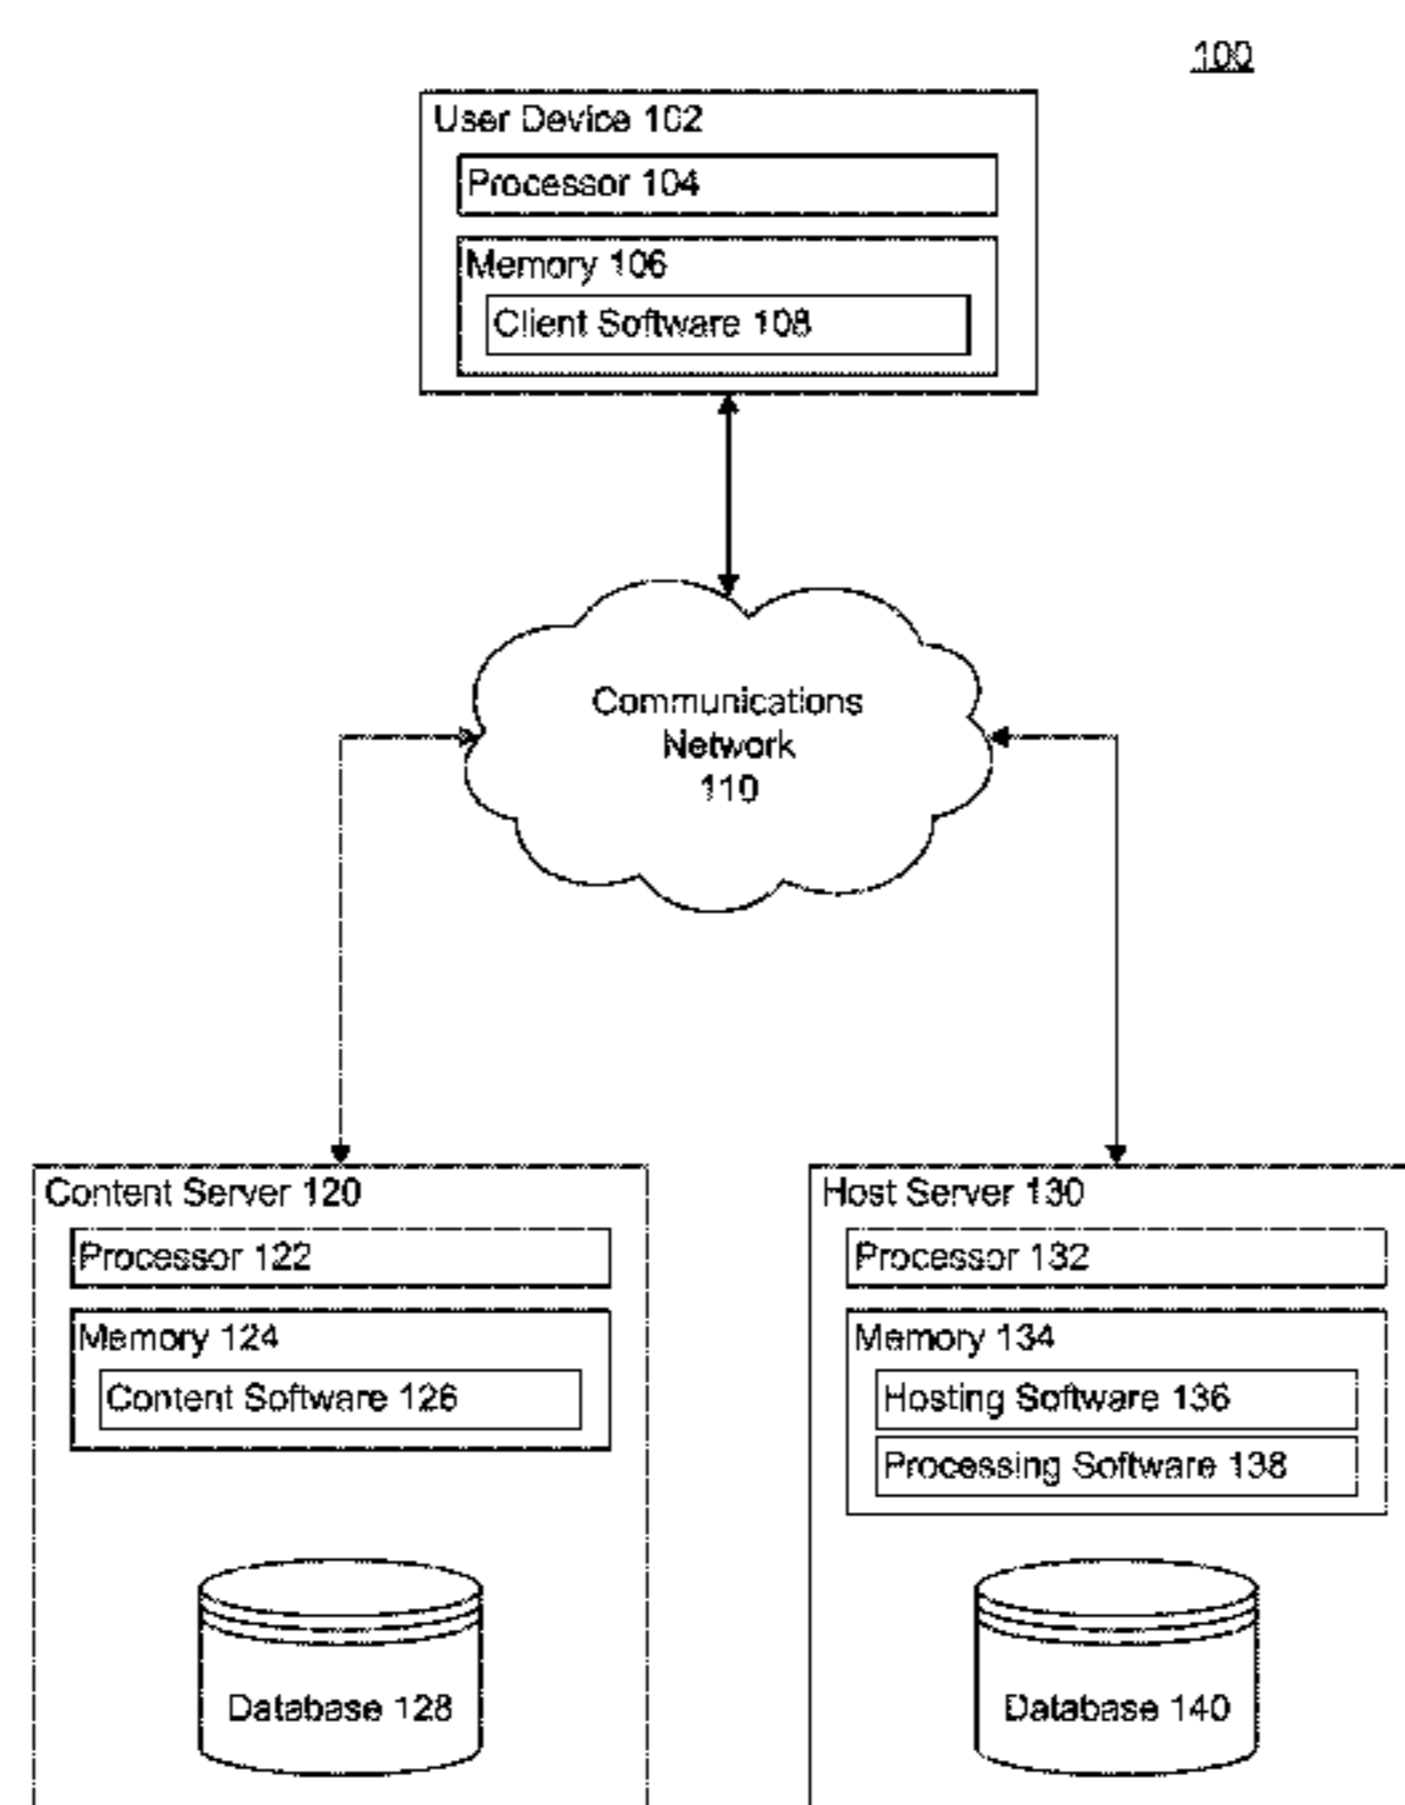 100
User Device 102
Processor 104
Memory 106
Client Software 108
Communications
Network
110
Content Server 120
Processor 122
Memory 124
Content Software 126
Database 128
Host Server 130
Processor 132
Memory 134
Hosting Software 136
Processing Software 138
Database 140